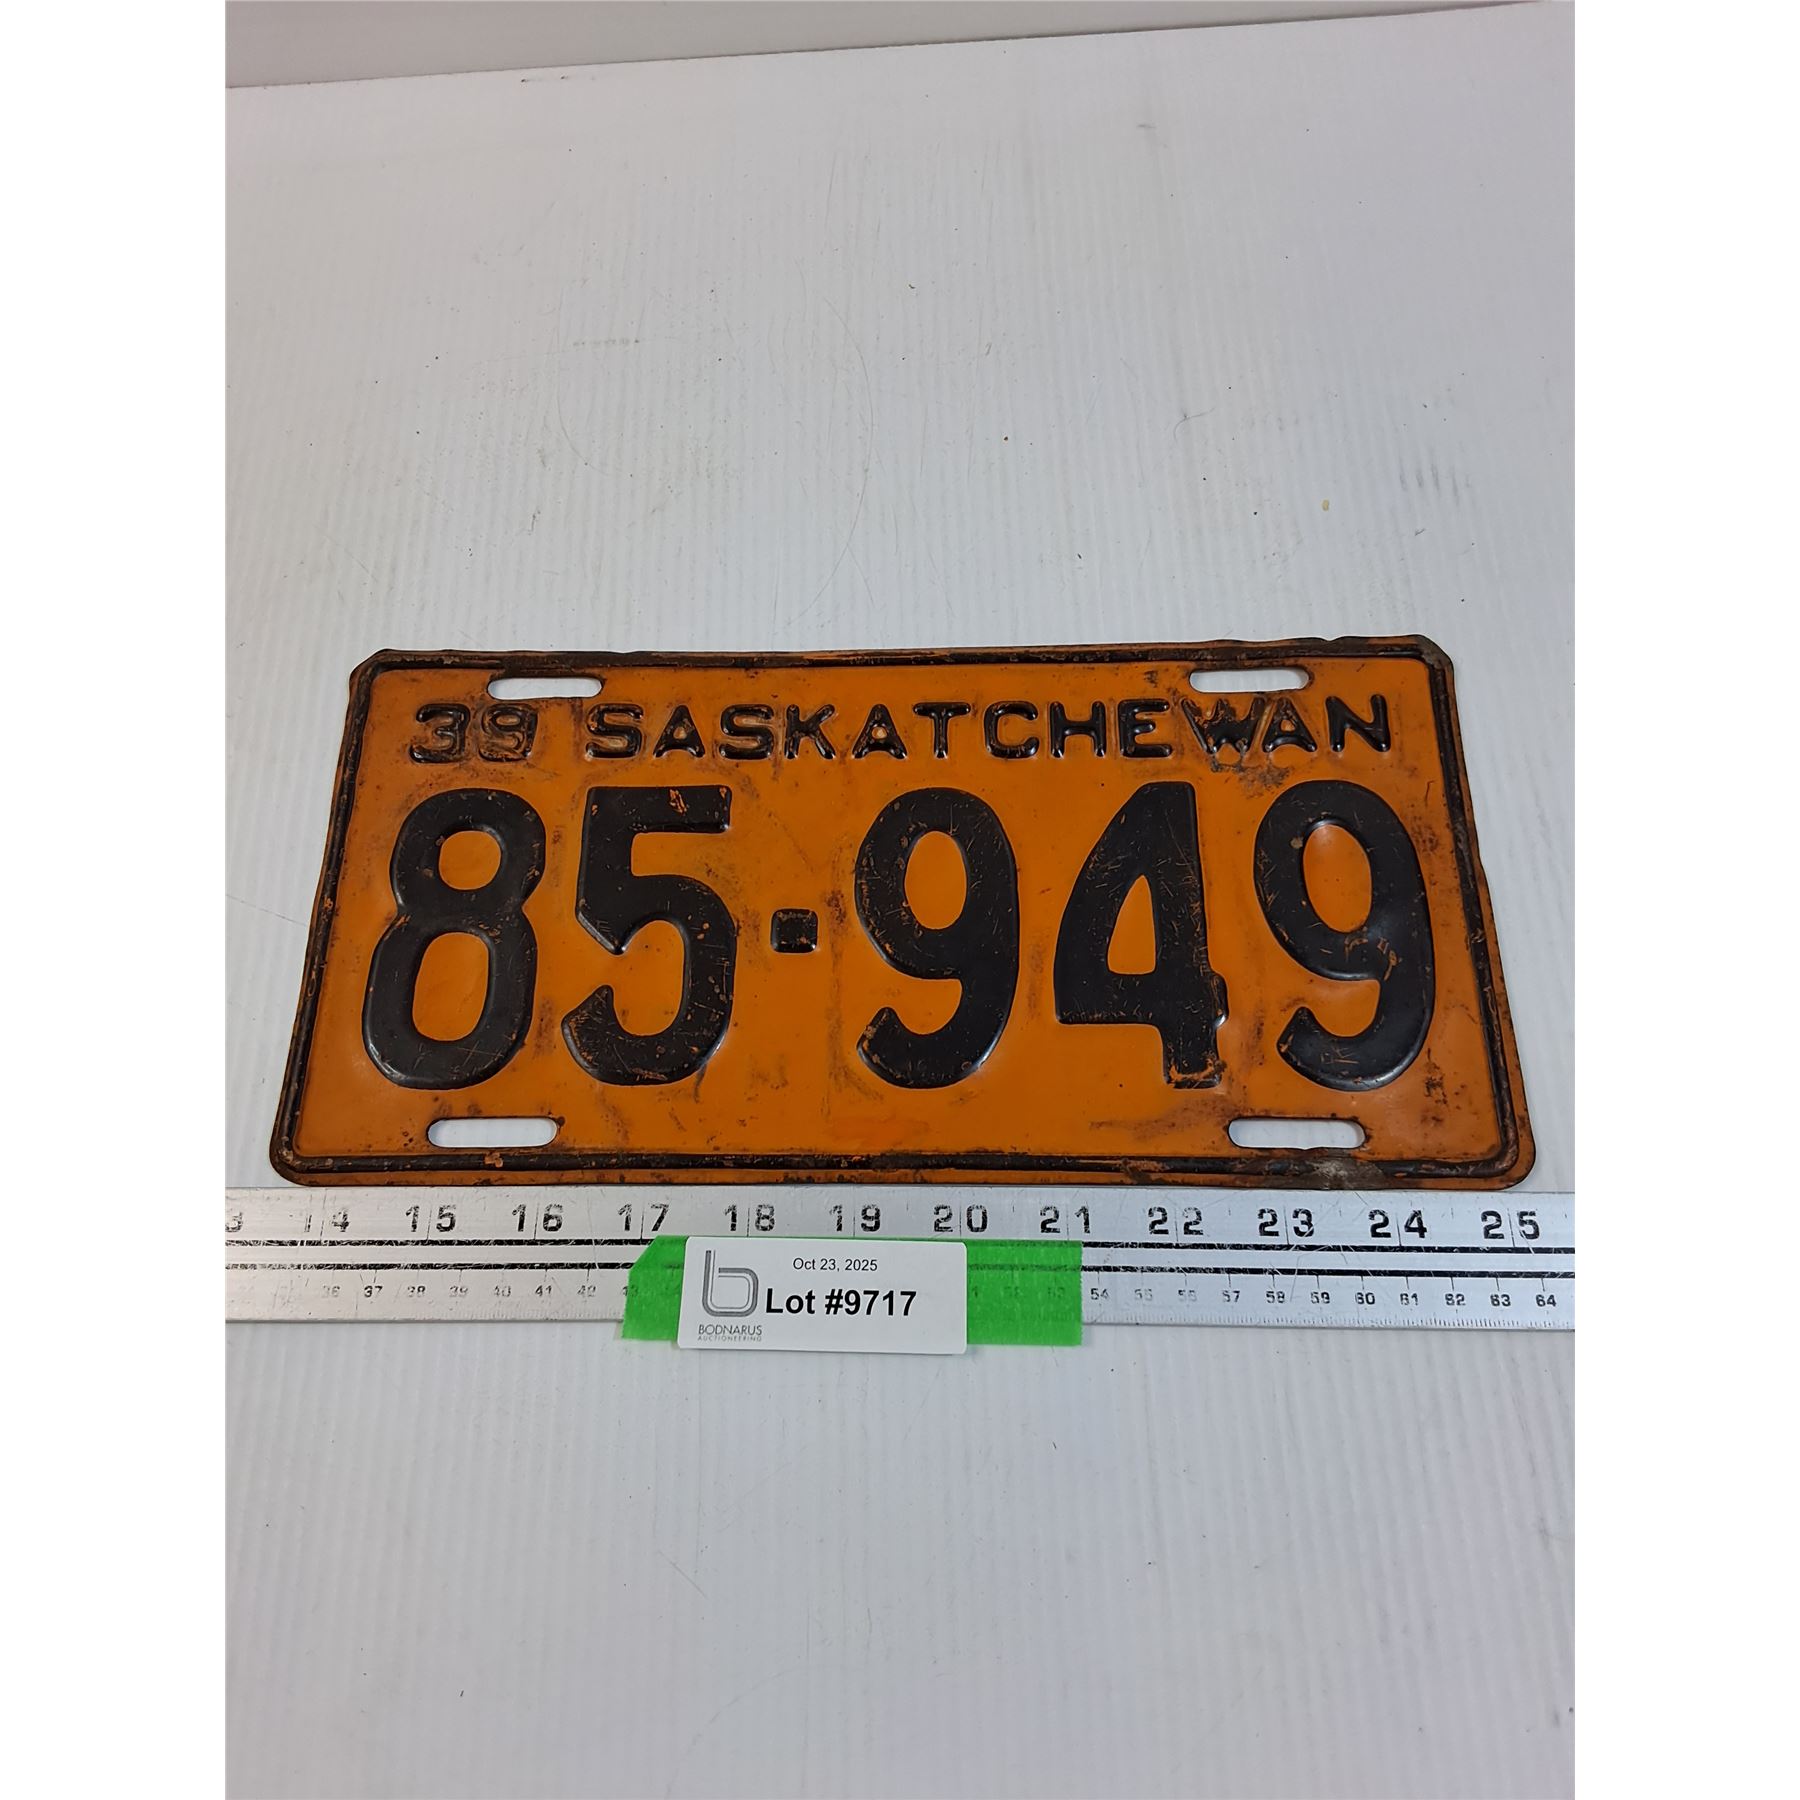 39 SASKATCHEWAN
85-949
14 15 16 17 18 19 20 21 22 23 24 25
36 37 38 39 40 41 42 54 55 56 57 58 59 60 61 62 63 64
Oct 23, 2025
Lot #9717
BODNARUS
AUCTIONEERING